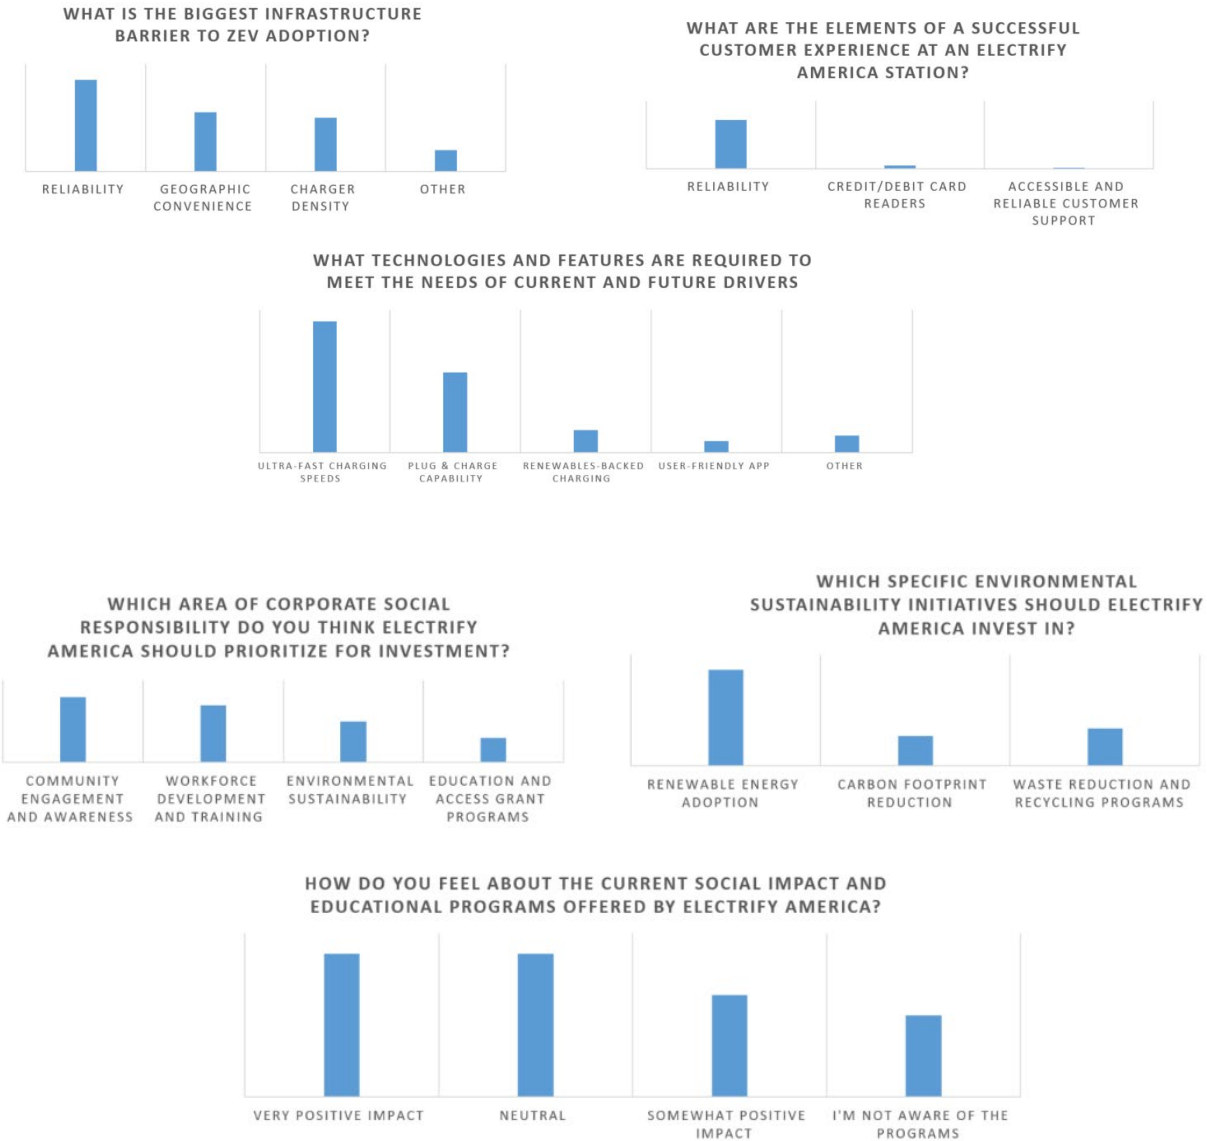 WHAT IS THE BIGGEST INFRASTRUCTURE
BARRIER TO ZEV ADOPTION?
RELIABILITY
GEOGRAPHIC
CONVENIENCE
CHARGER
DENSITY
OTHER
WHAT ARE THE ELEMENTS OF A SUCCESSFUL
CUSTOMER EXPERIENCE AT AN ELECTRIFY
AMERICA STATION?
RELIABILITY
CREDIT/DEBIT CARD
READERS
ACCESSIBLE AND
RELIABLE CUSTOMER
SUPPORT
WHAT TECHNOLOGIES AND FEATURES ARE REQUIRED TO
MEET THE NEEDS OF CURRENT AND FUTURE DRIVERS
ULTRA-FAST CHARGING
SPEEDS
PLUG & CHARGE
CAPABILITY
RENEWABLES-BACKED
CHARGING
USER-FRIENDLY APP
OTHER
WHICH AREA OF CORPORATE SOCIAL
RESPONSIBILITY DO YOU THINK ELECTRIFY
AMERICA SHOULD PRIORITIZE FOR INVESTMENT?
COMMUNITY
ENGAGEMENT
AND AWARENESS
WORKFORCE
DEVELOPMENT
AND TRAINING
ENVIRONMENTAL
SUSTAINABILITY
EDUCATION AND
ACCESS GRANT
PROGRAMS
WHICH SPECIFIC ENVIRONMENTAL
SUSTAINABILITY INITIATIVES SHOULD ELECTRIFY
AMERICA INVEST IN?
RENEWABLE ENERGY
ADOPTION
CARBON FOOTPRINT
REDUCTION
WASTE REDUCTION AND
RECYCLING PROGRAMS
HOW DO YOU FEEL ABOUT THE CURRENT SOCIAL IMPACT AND
EDUCATIONAL PROGRAMS OFFERED BY ELECTRIFY AMERICA?
VERY POSITIVE IMPACT
NEUTRAL
SOMEWHAT POSITIVE
IMPACT
I'M NOT AWARE OF THE
PROGRAMS